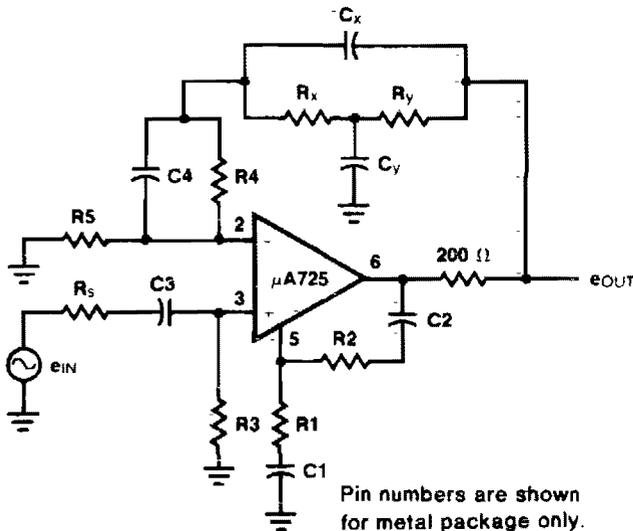 Cx
Rx
Ry
C4
R4
Cy
R5
2
-
200 Ω
6
μA725
eOUT
Rs
C3
3
+
C2
5
R2
eIN
R3
R1
C1
Pin numbers are shown
for metal package only.